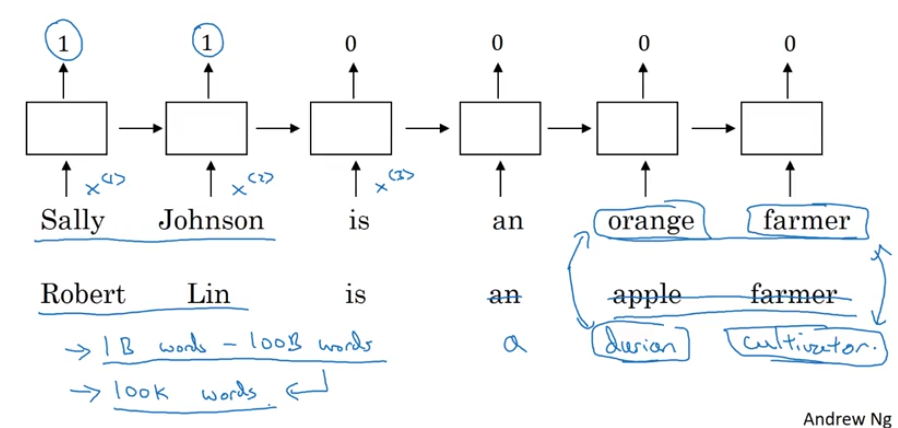 1 1 0 0 0 0
x<1> x<2> x<3>
Sally Johnson is an orange farmer
Robert Lin is an apple farmer
→ 1B words - 100B words a durian cultivator.
→ 100K words.
Andrew Ng